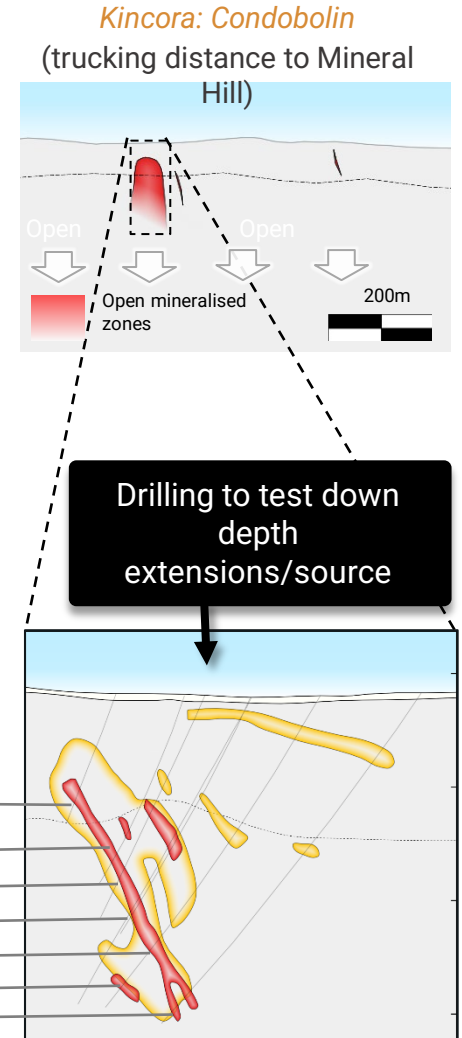 Kincora: Condobolin
(trucking distance to Mineral
Hill)
Open
Open
Open mineralised
zones
200m
Drilling to test down
depth
extensions/source